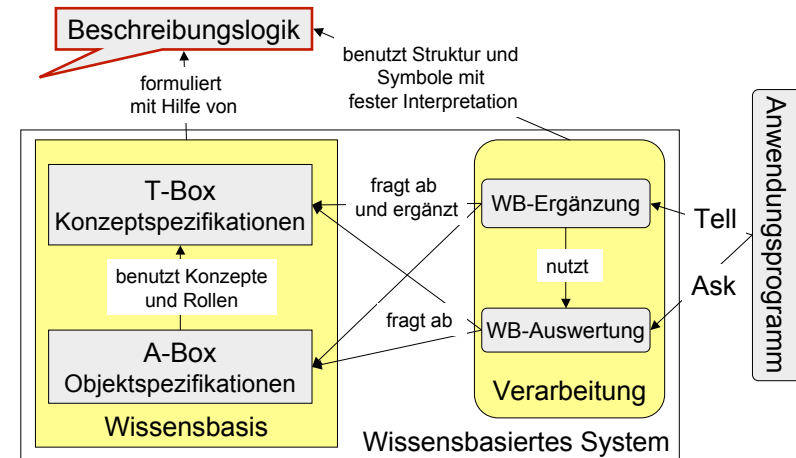 Beschreibungslogik
benutzt Struktur und
Symbole mit
fester Interpretation
formuliert
mit Hilfe von
T-Box
Konzeptspezifikationen
benutzt Konzepte
und Rollen
A-Box
Objektspezifikationen
Wissensbasis
fragt ab
und ergänzt
fragt ab
WB-Ergänzung
nutzt
WB-Auswertung
Verarbeitung
Wissensbasiertes System
Tell
Ask
Anwendungsprogramm